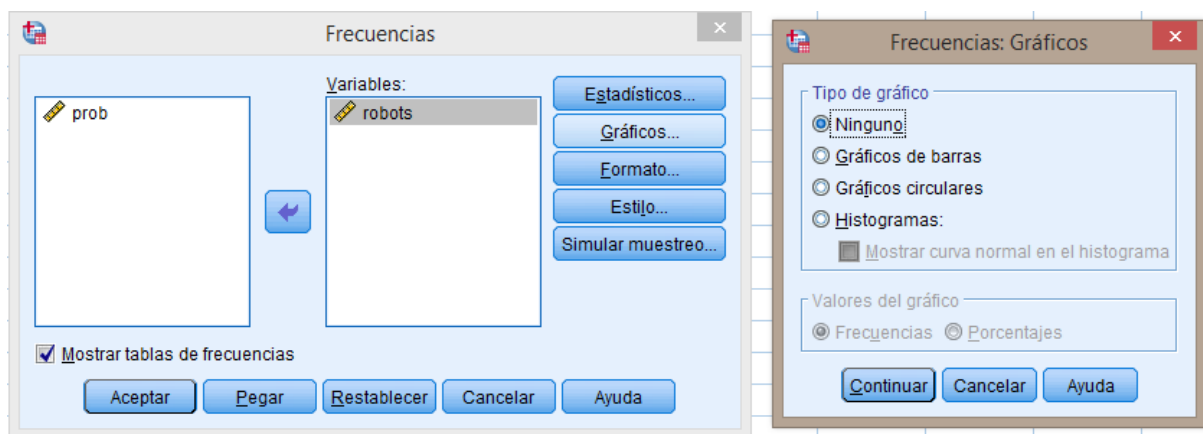 Frecuencias
Variables:
prob
robots
Estadísticos...
Gráficos...
Formato...
Estilo...
Simular muestreo...
Mostrar tablas de frecuencias
Aceptar
Pegar
Restablecer
Cancelar
Ayuda
Frecuencias: Gráficos
Tipo de gráfico
Ninguno
Gráficos de barras
Gráficos circulares
Histogramas:
Mostrar curva normal en el histograma
Valores del gráfico
Frecuencias Porcentajes
Continuar Cancelar Ayuda